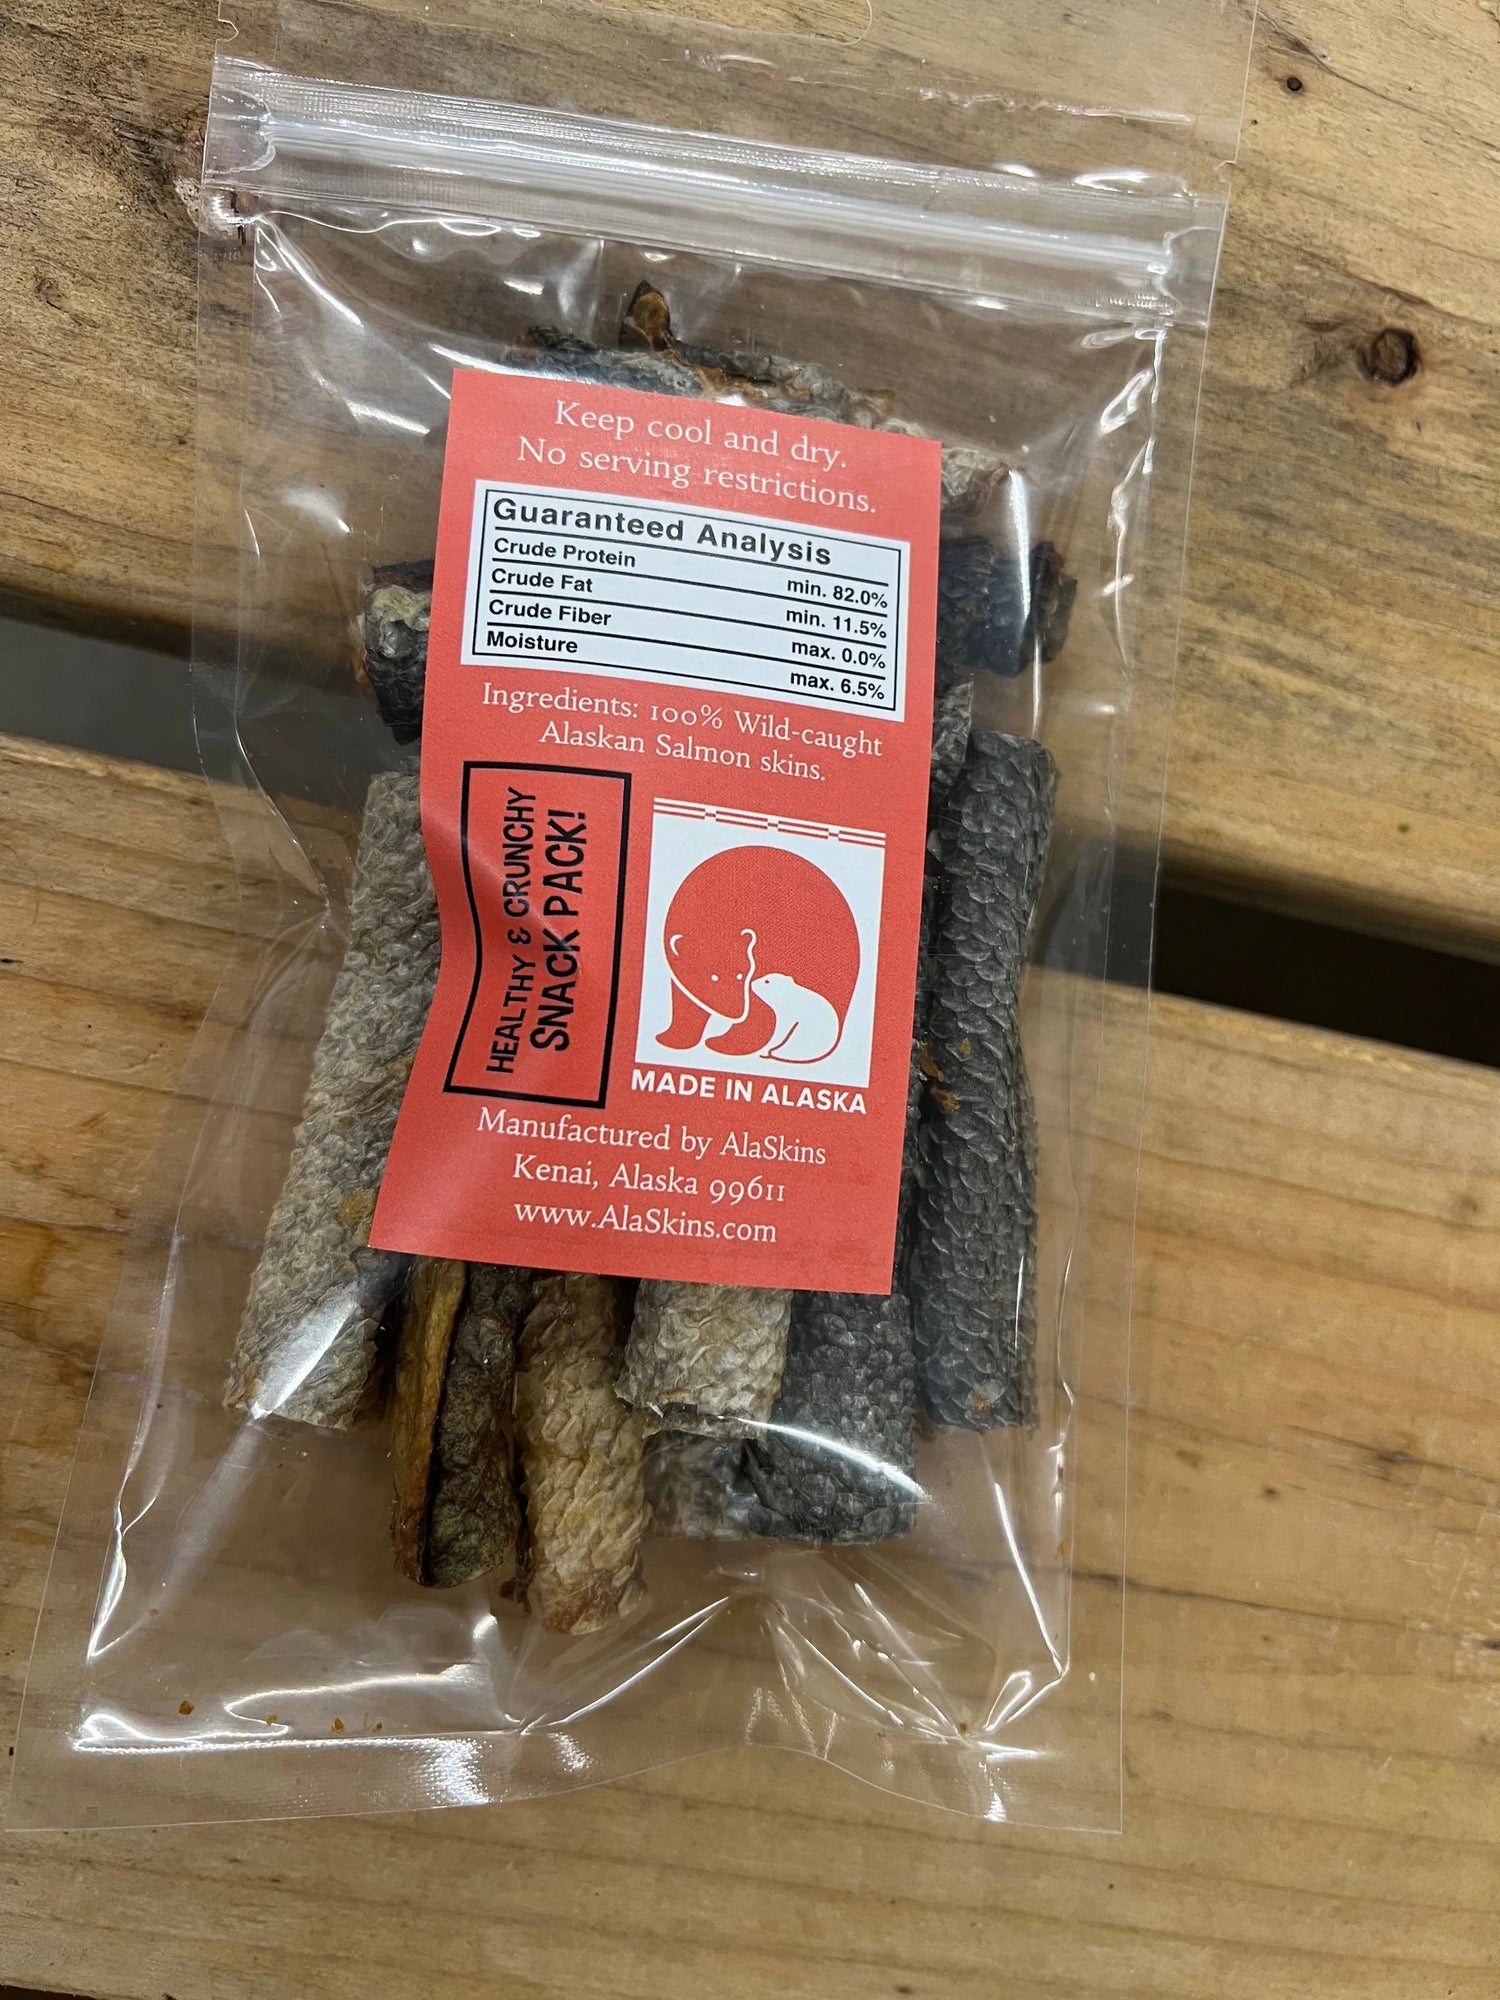 Keep cool and dry.
No serving restrictions.
Guaranteed Analysis
Crude Protein min. 82.0%
Crude Fat min. 11.5%
Crude Fiber max. 0.0%
Moisture max. 6.5%
Ingredients: 100% Wild-caught
Alaskan Salmon skins.
HEALTHY & CRUNCHY
SNACK PACK!
MADE IN ALASKA
Manufactured by AlaSkins
Kenai, Alaska 99611
www.AlaSkins.com